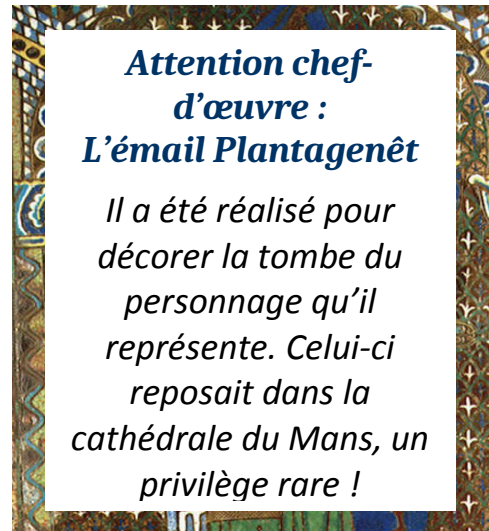 Attention chef-
d’œuvre :
L’émail Plantagenêt
Il a été réalisé pour
décorer la tombe du
personnage qu’il
représente. Celui-ci
reposait dans la
cathédrale du Mans, un
privilège rare !